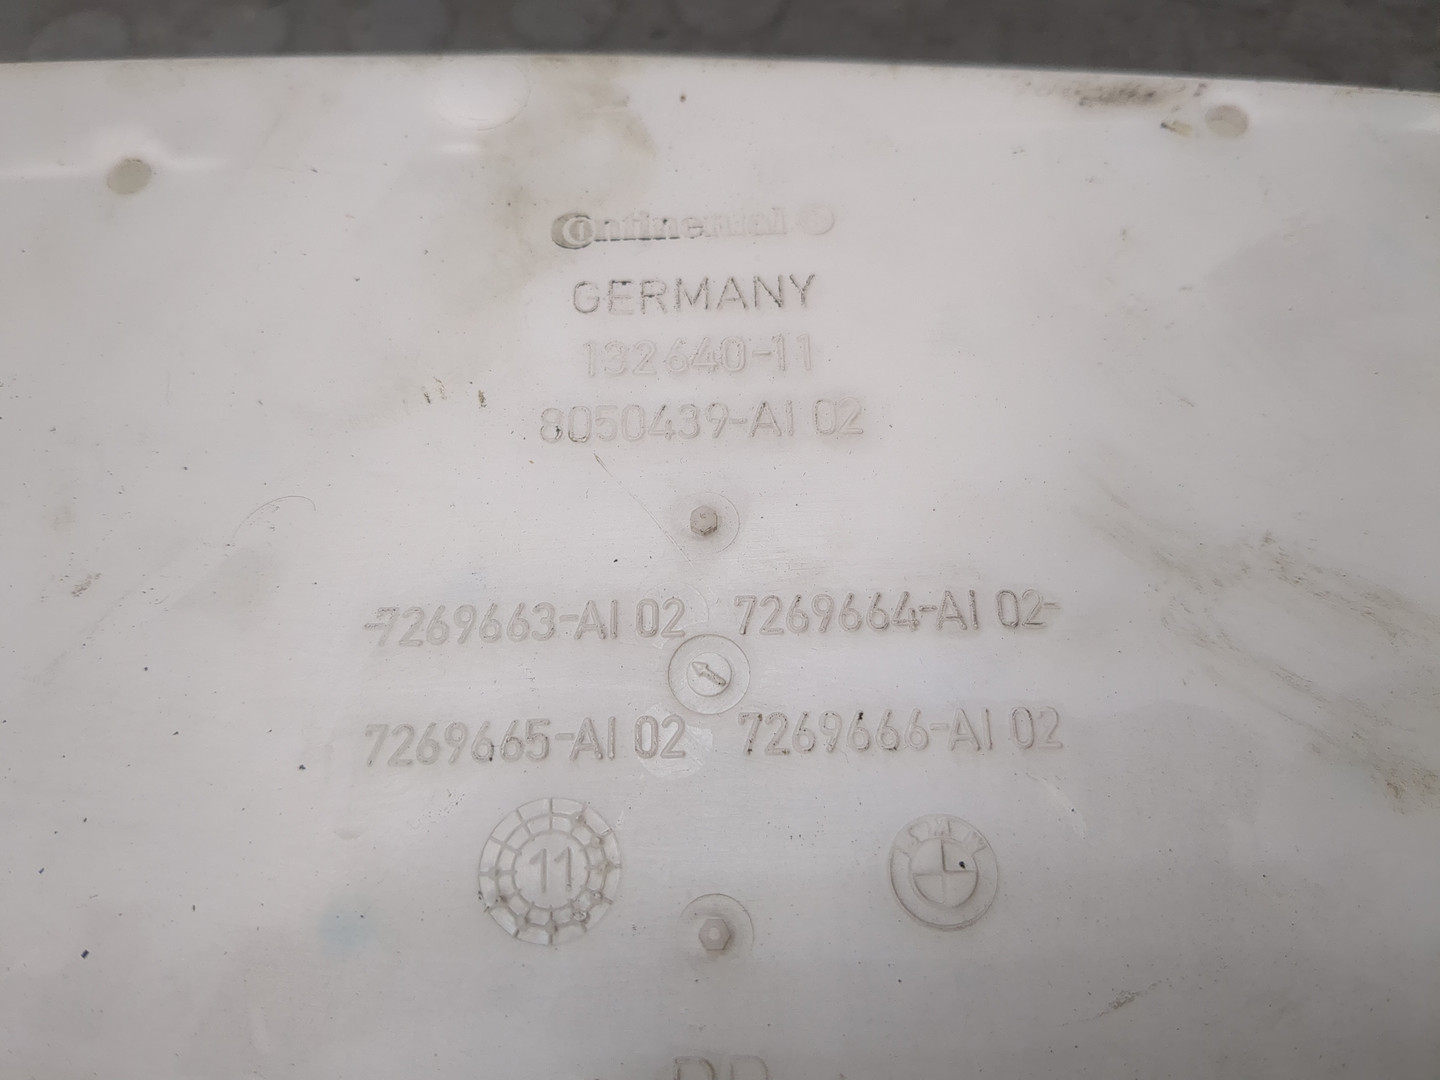 Continental
GERMANY
132640-11
8050439-AI 02
-7269663-AI 02 7269664-AI 02-
7269665-AI 02 7269666-AI 02
11
BMW